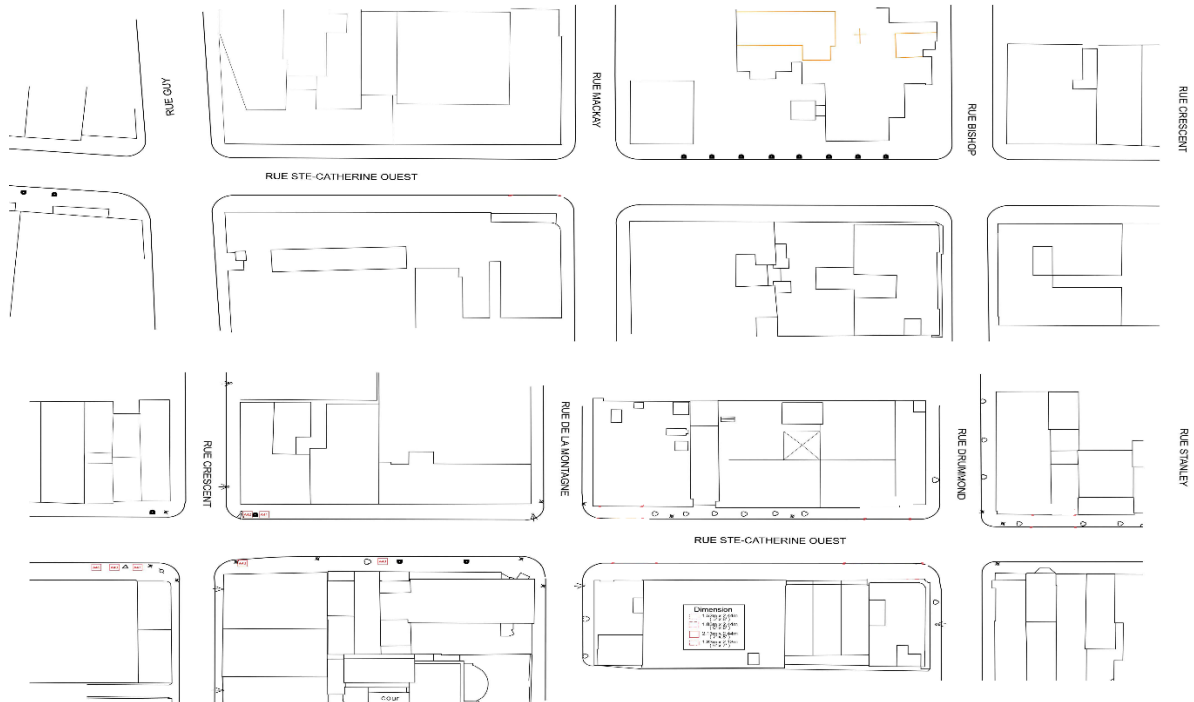 RUE GUY
RUE MACKAY
RUE BISHOP
RUE CRESCENT
RUE STE-CATHERINE OUEST
RUE CRESCENT
RUE DE LA MONTAGNE
RUE DRUMMOND
RUE STANLEY
RUE STE-CATHERINE OUEST
Dimension
COUR